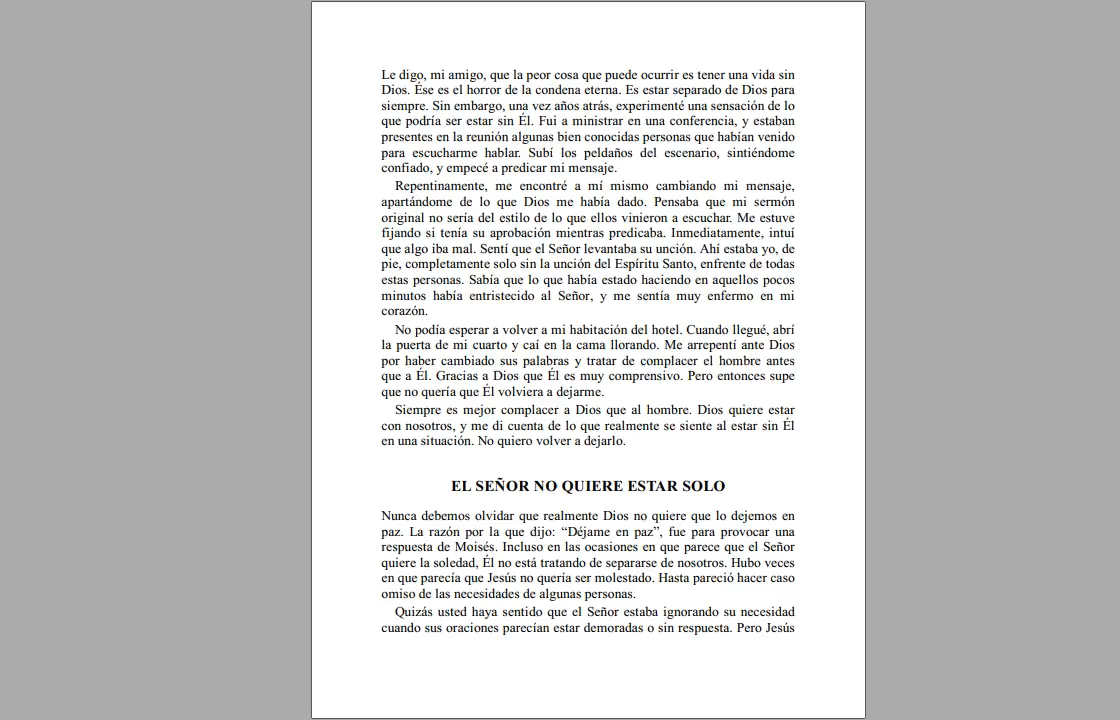 Le digo, mi amigo, que la peor cosa que puede ocurrir es tener una vida sin
Dios. Ése es el horror de la condena eterna. Es estar separado de Dios para
siempre. Sin embargo, una vez años atrás, experimenté una sensación de lo
que podría ser estar sin Él. Fui a ministrar en una conferencia, y estaban
presentes en la reunión algunas bien conocidas personas que habían venido
para escucharme hablar. Subí los peldaños del escenario, sintiéndome
confiado, y empecé a predicar mi mensaje.
Repentinamente, me encontré a mí mismo cambiando mi mensaje,
apartándome de lo que Dios me había dado. Pensaba que mi sermón
original no sería del estilo de lo que ellos vinieron a escuchar. Me estuve
fijando si tenía su aprobación mientras predicaba. Inmediatamente, intuí
que algo iba mal. Sentí que el Señor levantaba su unción. Ahí estaba yo, de
pie, completamente solo sin la unción del Espíritu Santo, enfrente de todas
estas personas. Sabía que lo que había estado haciendo en aquellos pocos
minutos había entristecido al Señor, y me sentía muy enfermo en mi
corazón.
No podía esperar a volver a mi habitación del hotel. Cuando llegué, abrí
la puerta de mi cuarto y caí en la cama llorando. Me arrepentí ante Dios
por haber cambiado sus palabras y tratar de complacer el hombre antes
que a Él. Gracias a Dios que Él es muy comprensivo. Pero entonces supe
que no quería que Él volviera a dejarme.
Siempre es mejor complacer a Dios que al hombre. Dios quiere estar
con nosotros, y me di cuenta de lo que realmente se siente al estar sin Él
en una situación. No quiero volver a dejarlo.
EL SEÑOR NO QUIERE ESTAR SOLO
Nunca debemos olvidar que realmente Dios no quiere que lo dejemos en
paz. La razón por la que dijo: “Déjame en paz”, fue para provocar una
respuesta de Moisés. Incluso en las ocasiones en que parece que el Señor
quiere la soledad, Él no está tratando de separarse de nosotros. Hubo veces
en que parecía que Jesús no quería ser molestado. Hasta pareció hacer caso
omiso de las necesidades de algunas personas.
Quizás usted haya sentido que el Señor estaba ignorando su necesidad
cuando sus oraciones parecían estar demoradas o sin respuesta. Pero Jesús